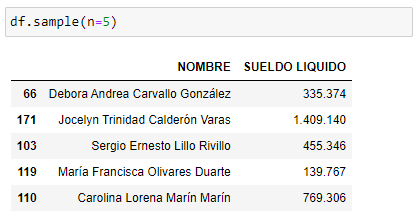 df.sample(n=5)
NOMBRE SUELDO LIQUIDO
66 Debora Andrea Carvallo González 335.374
171 Jocelyn Trinidad Calderón Varas 1.409.140
103 Sergio Ernesto Lillo Rivillo 455.346
119 María Francisca Olivares Duarte 139.767
110 Carolina Lorena Marín Marín 769.306